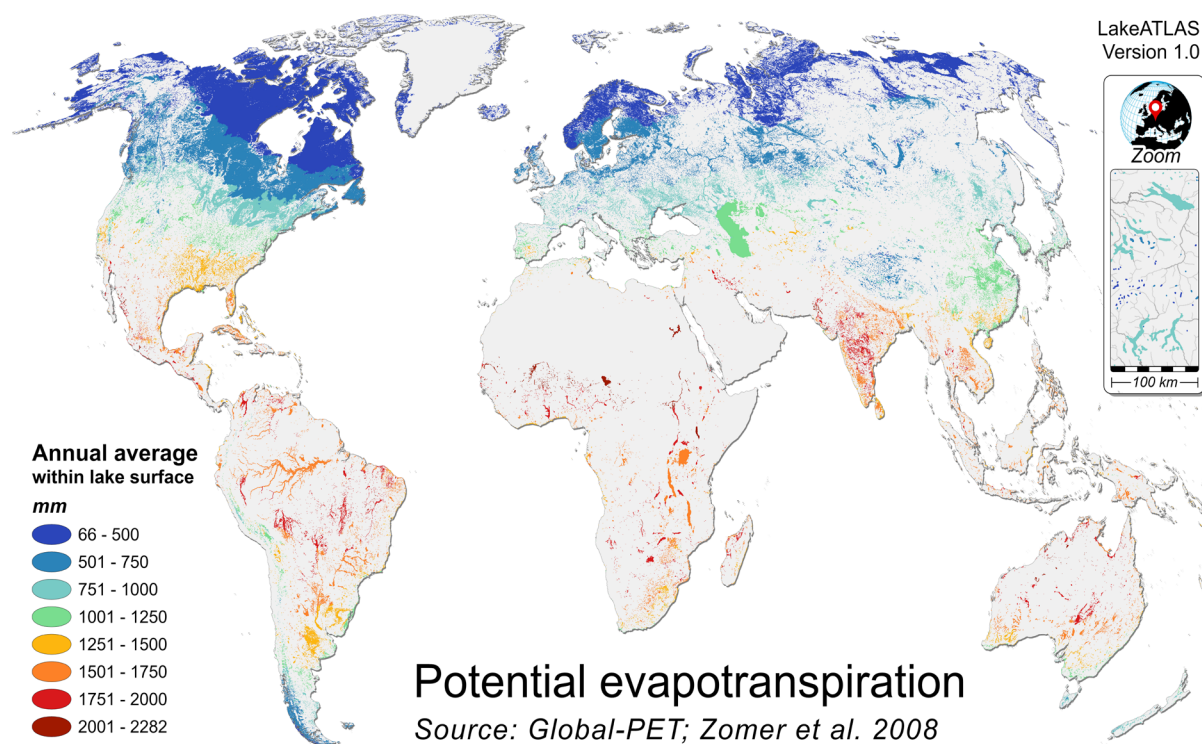 LakeATLAS
Version 1.0
Zoom
100 km
Annual average
within lake surface
mm
66 - 500
501 - 750
751 - 1000
1001 - 1250
1251 - 1500
1501 - 1750
1751 - 2000
2001 - 2282
Potential evapotranspiration
Source: Global-PET; Zomer et al. 2008